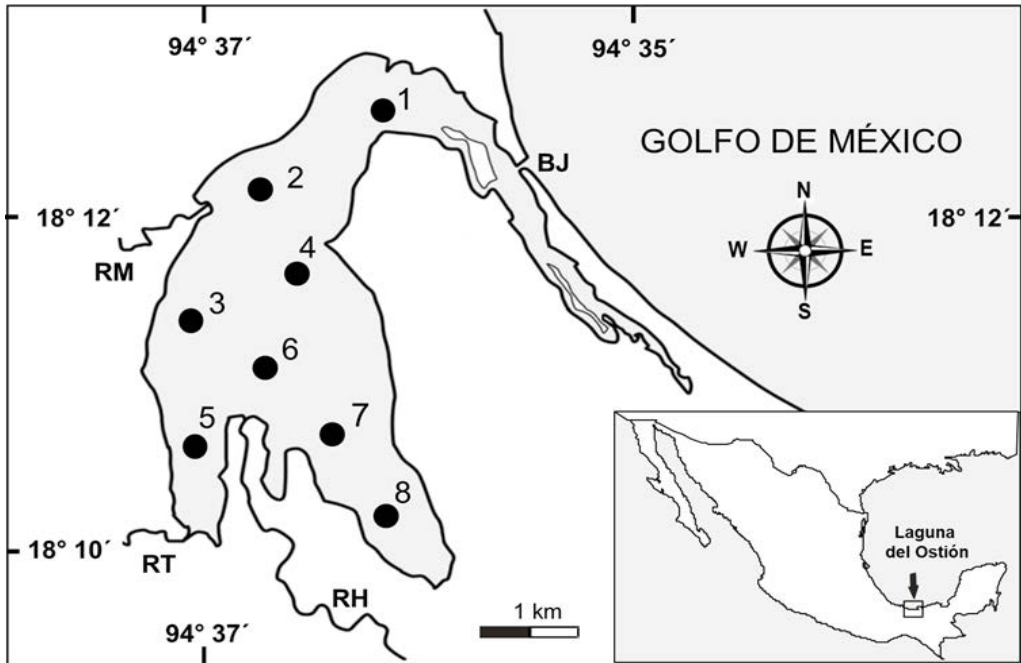 94° 37´
94° 35´
1
GOLFO DE MÉXICO
BJ
2
N
18° 12´
18° 12´
W
E
RM
4
S
3
6
5
7
8
Laguna
del Ostión
18° 10´
RT
RH
1 km
94° 37´